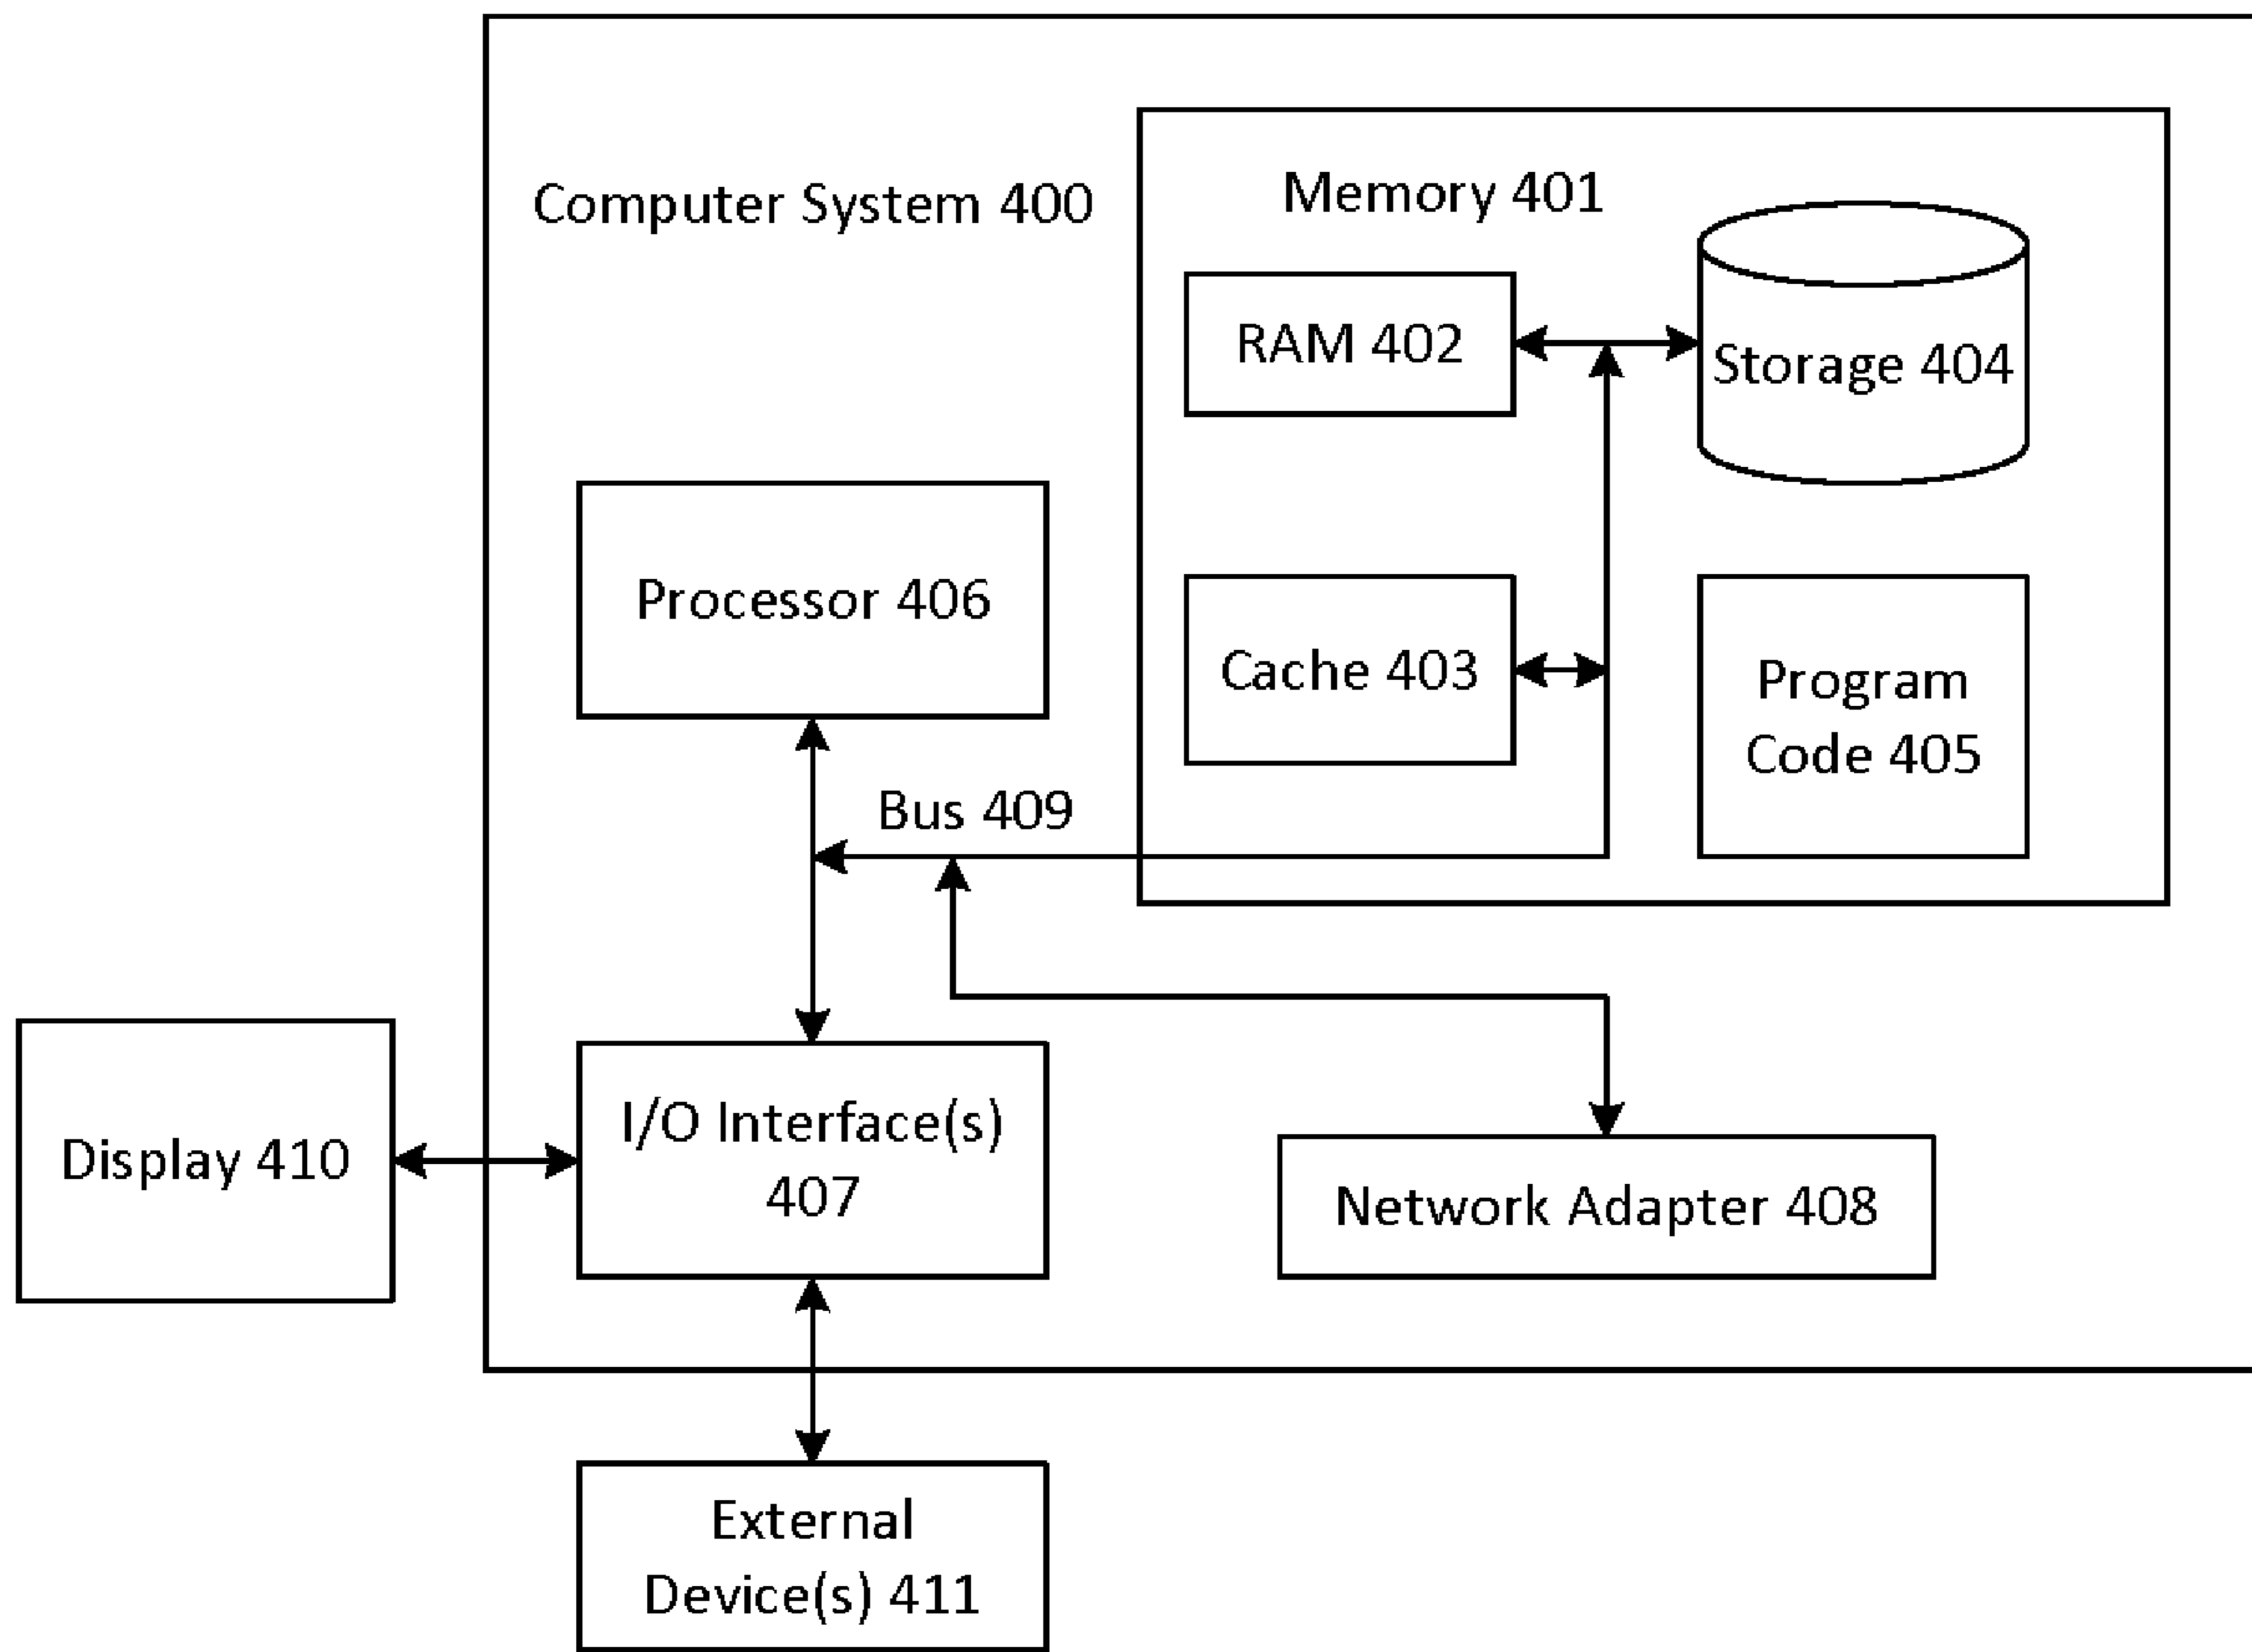 Computer System 400
Memory 401
RAM 402
Storage 404
Processor 406
Cache 403
Program
Code 405
Bus 409
Display 410
I/O Interface(s)
407
Network Adapter 408
External
Device(s) 411